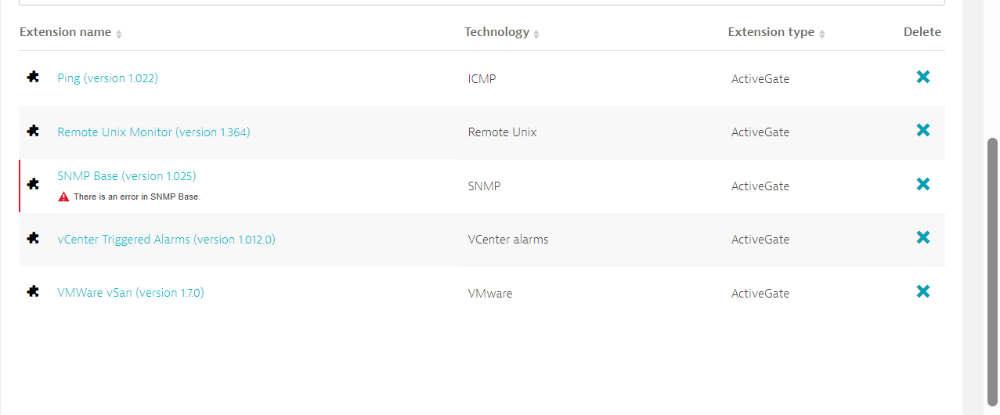 Extension name Technology Extension type Delete
Ping (version 1.022) ICMP ActiveGate
Remote Unix Monitor (version 1.364) Remote Unix ActiveGate
SNMP Base (version 1.025) SNMP ActiveGate
There is an error in SNMP Base.
vCenter Triggered Alarms (version 1.012.0) VCenter alarms ActiveGate
VMWare vSan (version 1.7.0) VMware ActiveGate